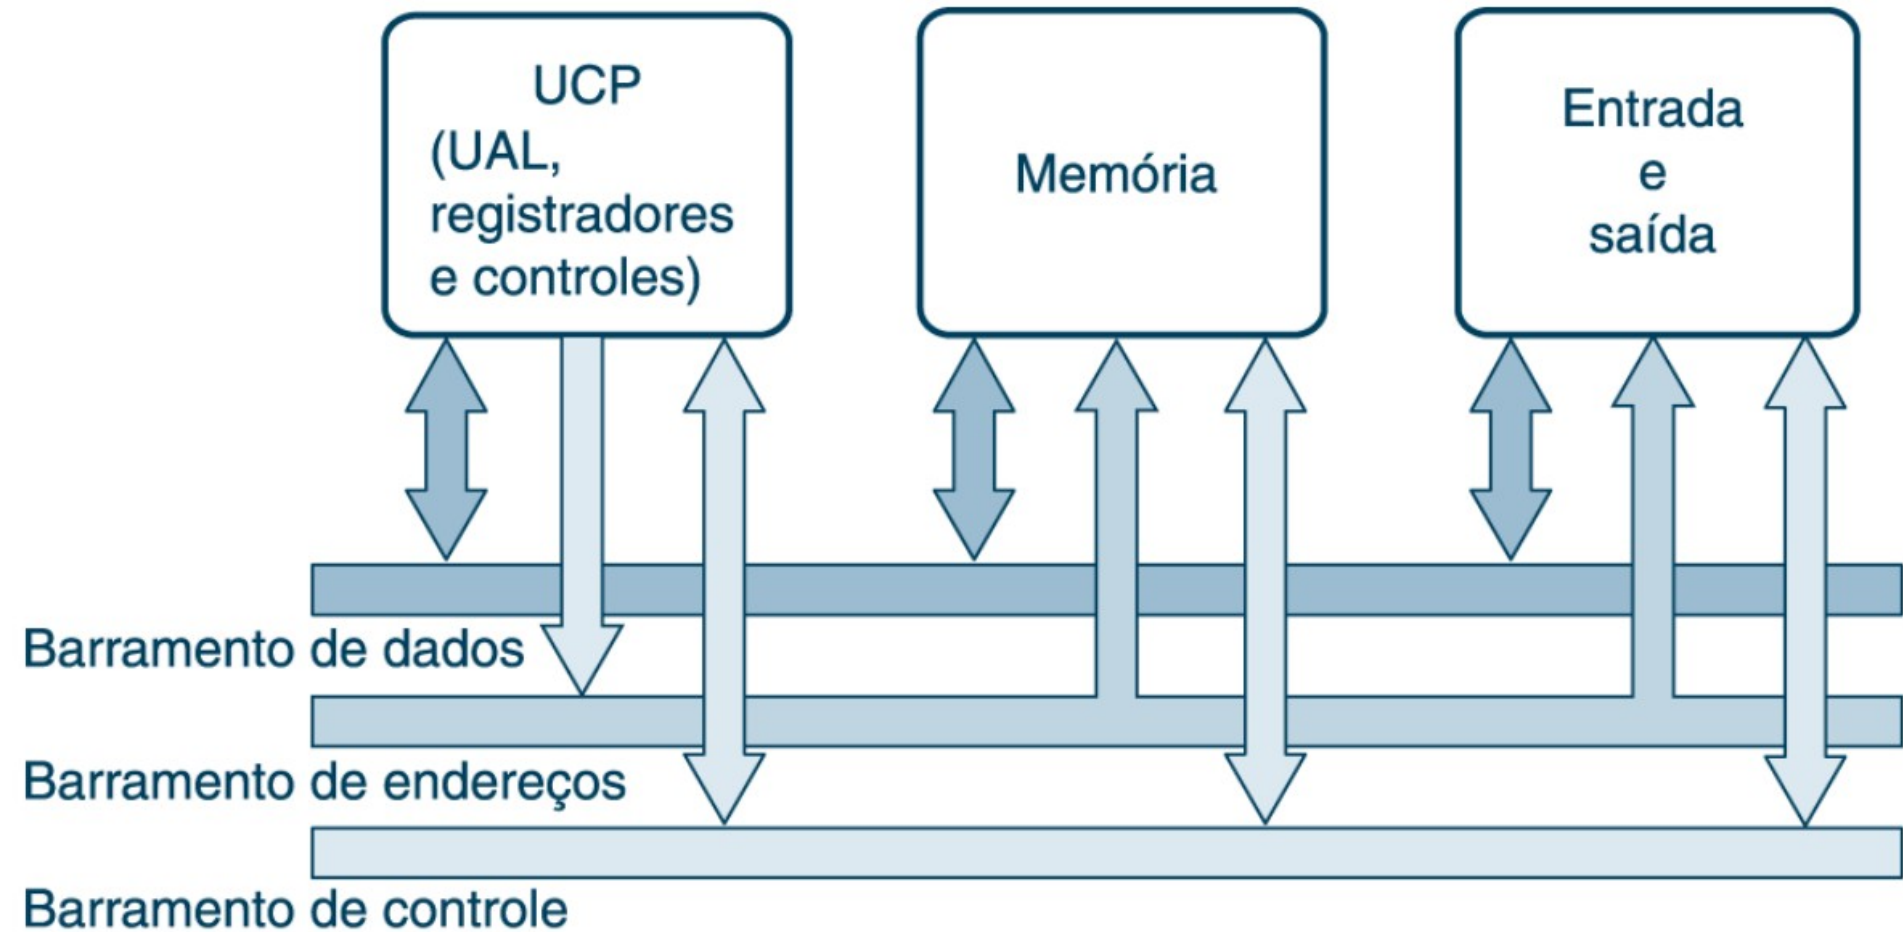 UCP
(UAL,
registradores
e controles)
Memória
Entrada
e
saída
Barramento de dados
Barramento de endereços
Barramento de controle